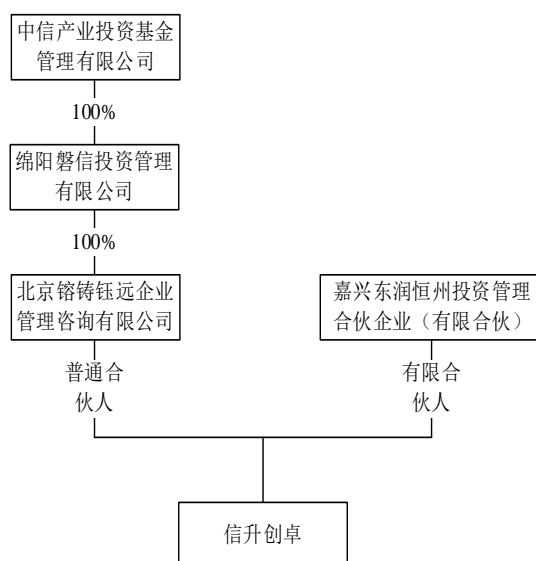 中信产业投资基金
管理有限公司
100%
绵阳磐信投资管理
有限公司
100%
北京镕铸钰远企业
管理咨询有限公司
嘉兴东润恒州投资管理
合伙企业（有限合伙）
普通合
伙人
有限合
伙人
信升创卓